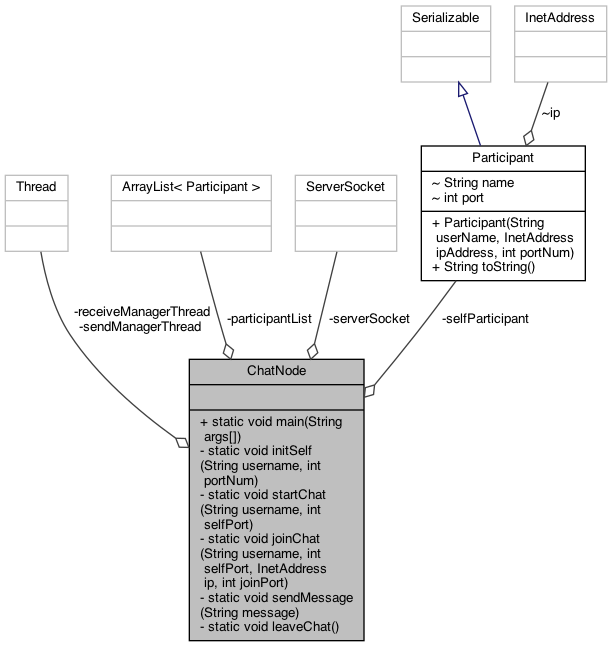 Serializable
InetAddress
~ip
Participant
~ String name
~ int port
+ Participant(String
userName, InetAddress
ipAddress, int portNum)
+ String toString()
Thread
ArrayList< Participant >
ServerSocket
-receiveManagerThread
-sendManagerThread
-participantList
-serverSocket
-selfParticipant
ChatNode
+ static void main(String
args[])
- static void initSelf
(String username, int
portNum)
- static void startChat
(String username, int
selfPort)
- static void joinChat
(String username, int
selfPort, InetAddress
ip, int joinPort)
- static void sendMessage
(String message)
- static void leaveChat()